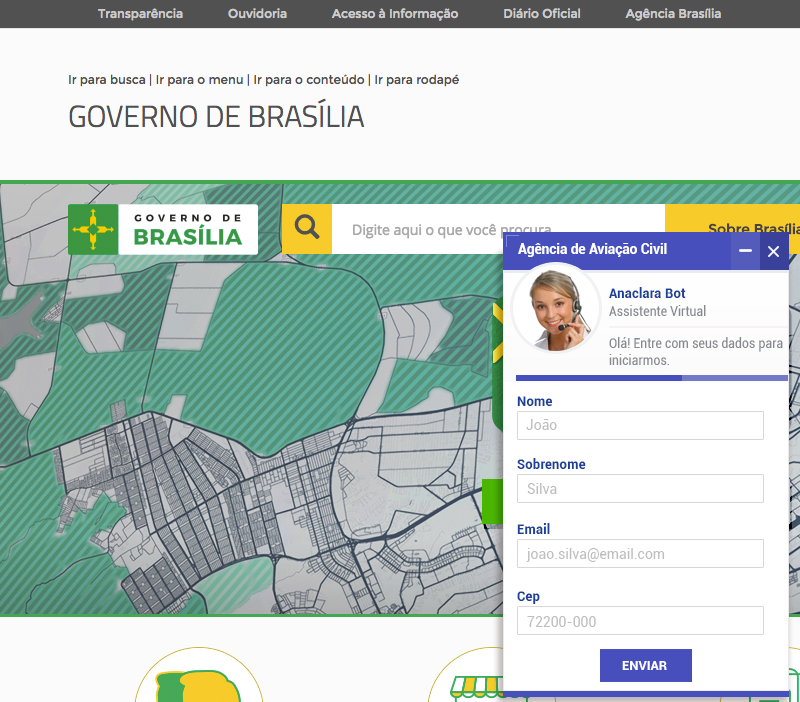 Transparência Ouvidoria Acesso à Informação Diário Oficial Agência Brasília
Ir para busca | Ir para o menu | Ir para o conteúdo | Ir para rodapé
GOVERNO DE BRASÍLIA
GOVERNO DE
BRASÍLIA
Digite aqui o que você procura
Sobre Brasília
Agência de Aviação Civil
Anaclara Bot
Assistente Virtual
Olá! Entre com seus dados para
iniciarmos.
Nome
João
Sobrenome
Silva
Email
joao.silva@email.com
Cep
72200-000
ENVIAR